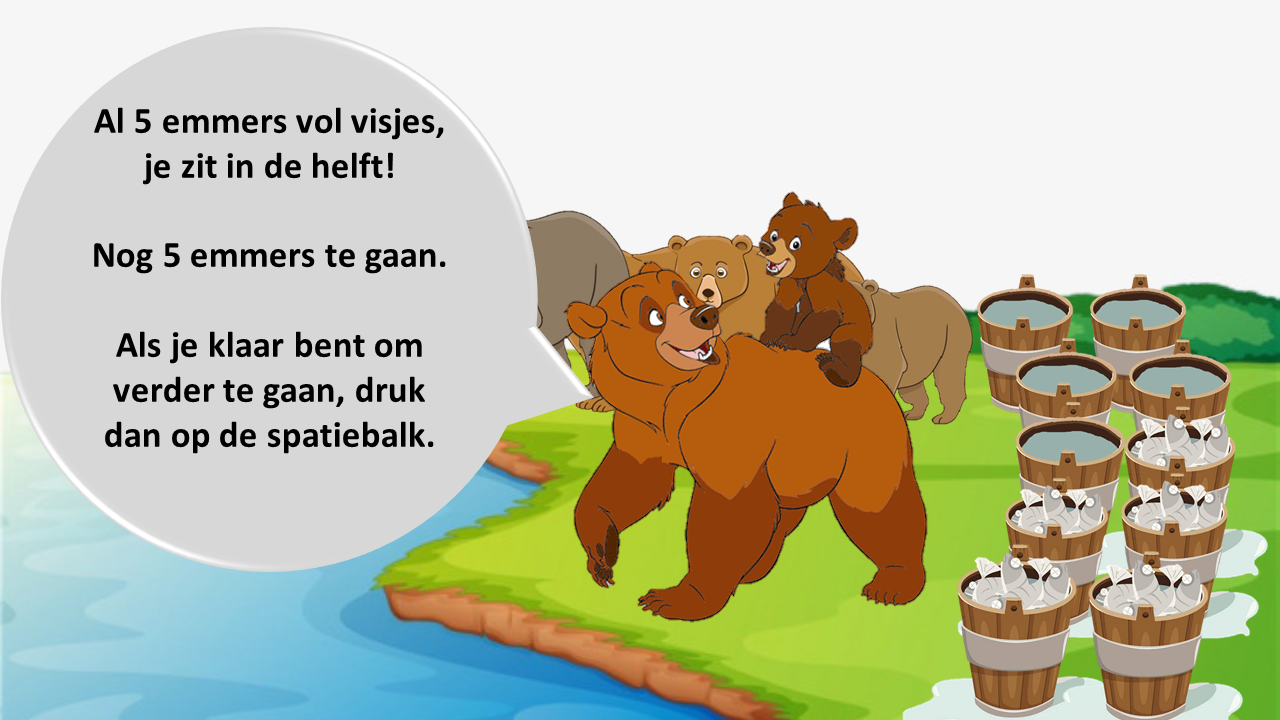 Al 5 emmers vol visjes,
je zit in de helft!
Nog 5 emmers te gaan.
Als je klaar bent om
verder te gaan, druk
dan op de spatiebalk.